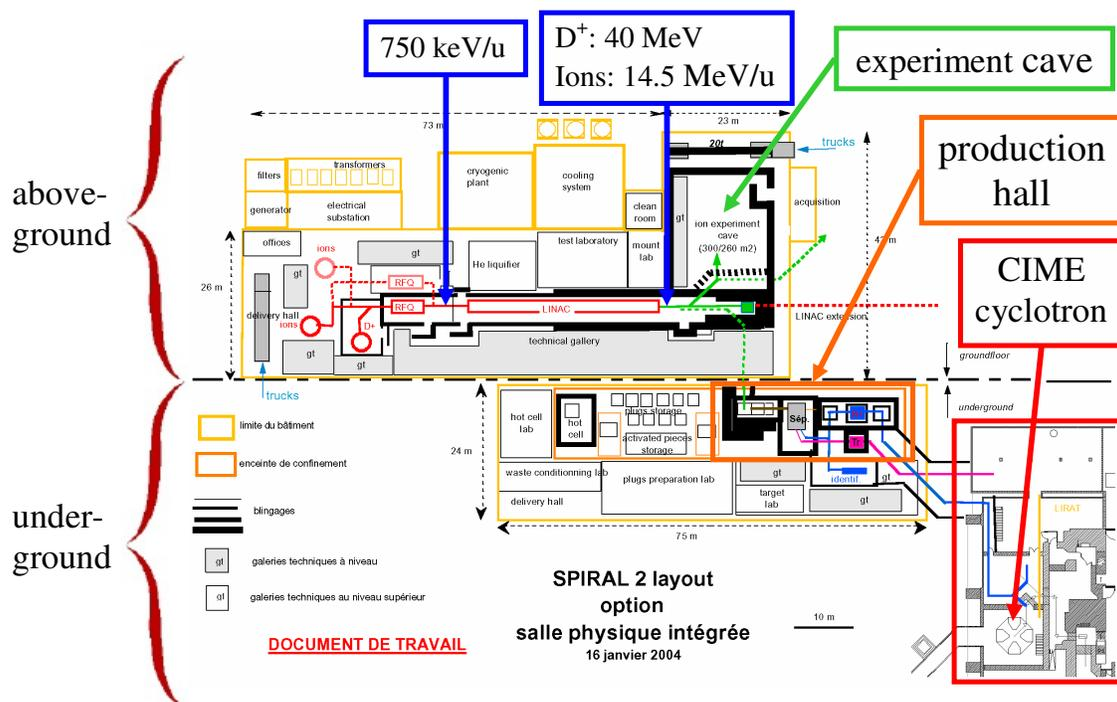 750 keV/u
D+: 40 MeV
Ions: 14.5 MeV/u
experiment cave
production
hall
CIME
cyclotron
above-
ground
under-
ground
73 m
23 m
20t
trucks
filters
transformers
generator
electrical
substation
cryogenic
plant
cooling
system
clean
room
gt
ion experiment
cave
(300/260 m2)
acquisition
offices
ions
gt
gt
He liquifier
test laboratory
mount
lab
26 m
RFQ
delivery hall
RFQ
LINAC
ions
D+
LINAC extension
technical gallery
gt
gt
groundfloor
trucks
underground
limite du bâtiment
enceinte de confinement
blingages
gt
galeries techniques à niveau
gt
galeries techniques au niveau supérieur
24 m
hot cell
lab
hot
cell
plugs storage
activated pieces
storage
Sép.
Tr
waste conditionning lab
plugs preparation lab
delivery hall
gt
identif.
gt
target
lab
gt
75 m
LIRAT
SPIRAL 2 layout
option
salle physique intégrée
16 janvier 2004
10 m
DOCUMENT DE TRAVAIL